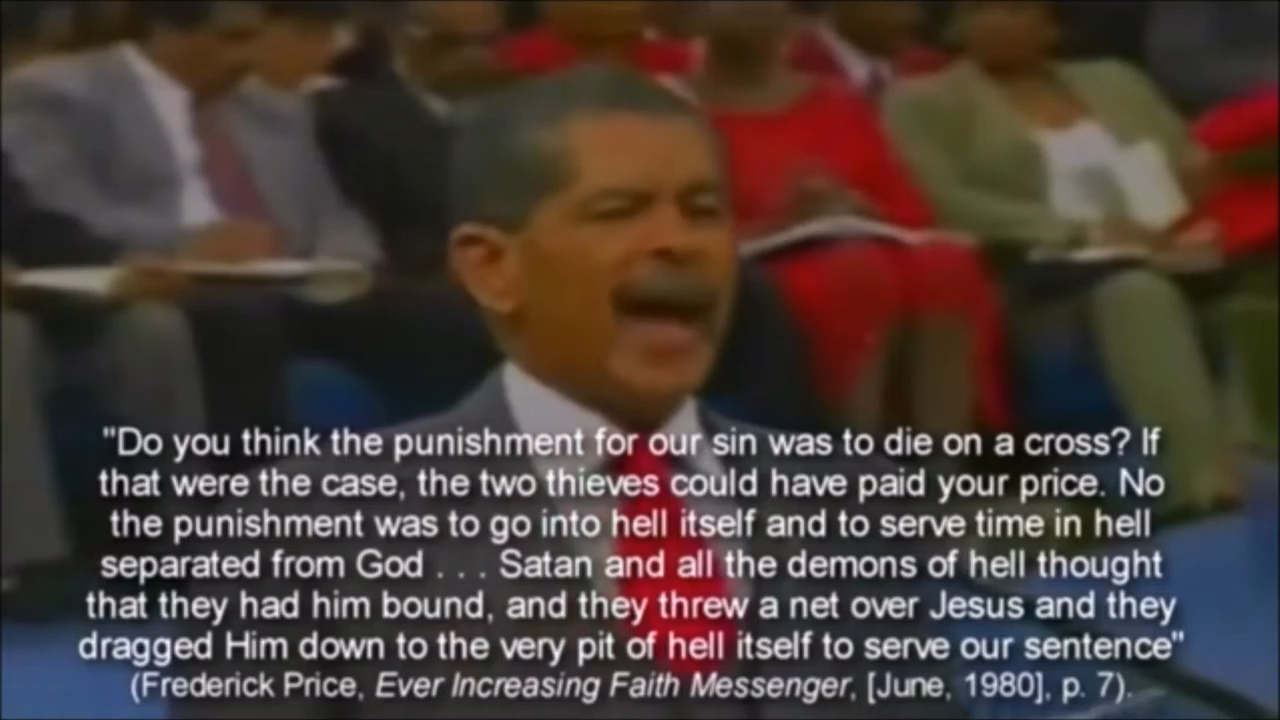 "Do you think the punishment for our sin was to die on a cross? If
that were the case, the two thieves could have paid your price. No
the punishment was to go into hell itself and to serve time in hell
separated from God . . . Satan and all the demons of hell thought
that they had him bound, and they threw a net over Jesus and they
dragged Him down to the very pit of hell itself to serve our sentence"
(Frederick Price, Ever Increasing Faith Messenger, [June, 1980], p. 7).